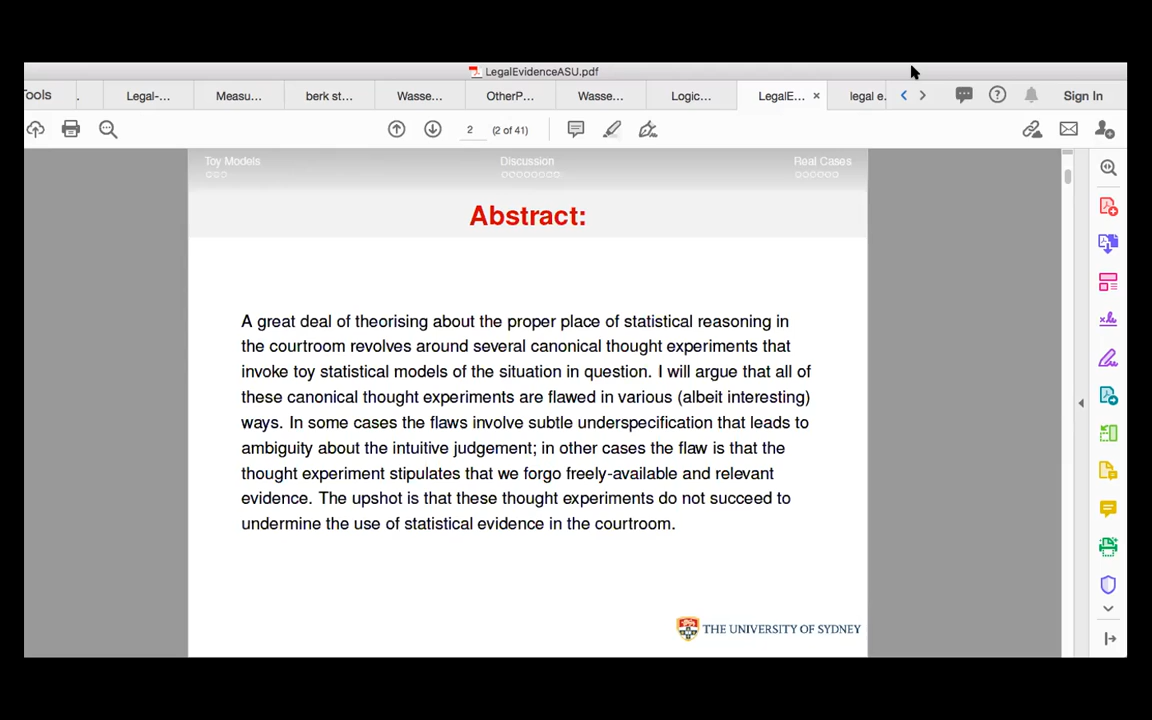 LegalEvidenceASU.pdf
ools
.
Legal-...
Measu...
berk st...
Wasse...
OtherP...
Wasse...
Logic...
LegalE...
×
legal e.
Sign In
2
(2 of 41)
Toy Models
Discussion
Real Cases
Abstract:
A great deal of theorising about the proper place of statistical reasoning in
the courtroom revolves around several canonical thought experiments that
invoke toy statistical models of the situation in question. I will argue that all of
these canonical thought experiments are flawed in various (albeit interesting)
ways. In some cases the flaws involve subtle underspecification that leads to
ambiguity about the intuitive judgement; in other cases the flaw is that the
thought experiment stipulates that we forgo freely-available and relevant
evidence. The upshot is that these thought experiments do not succeed to
undermine the use of statistical evidence in the courtroom.
THE UNIVERSITY OF SYDNEY